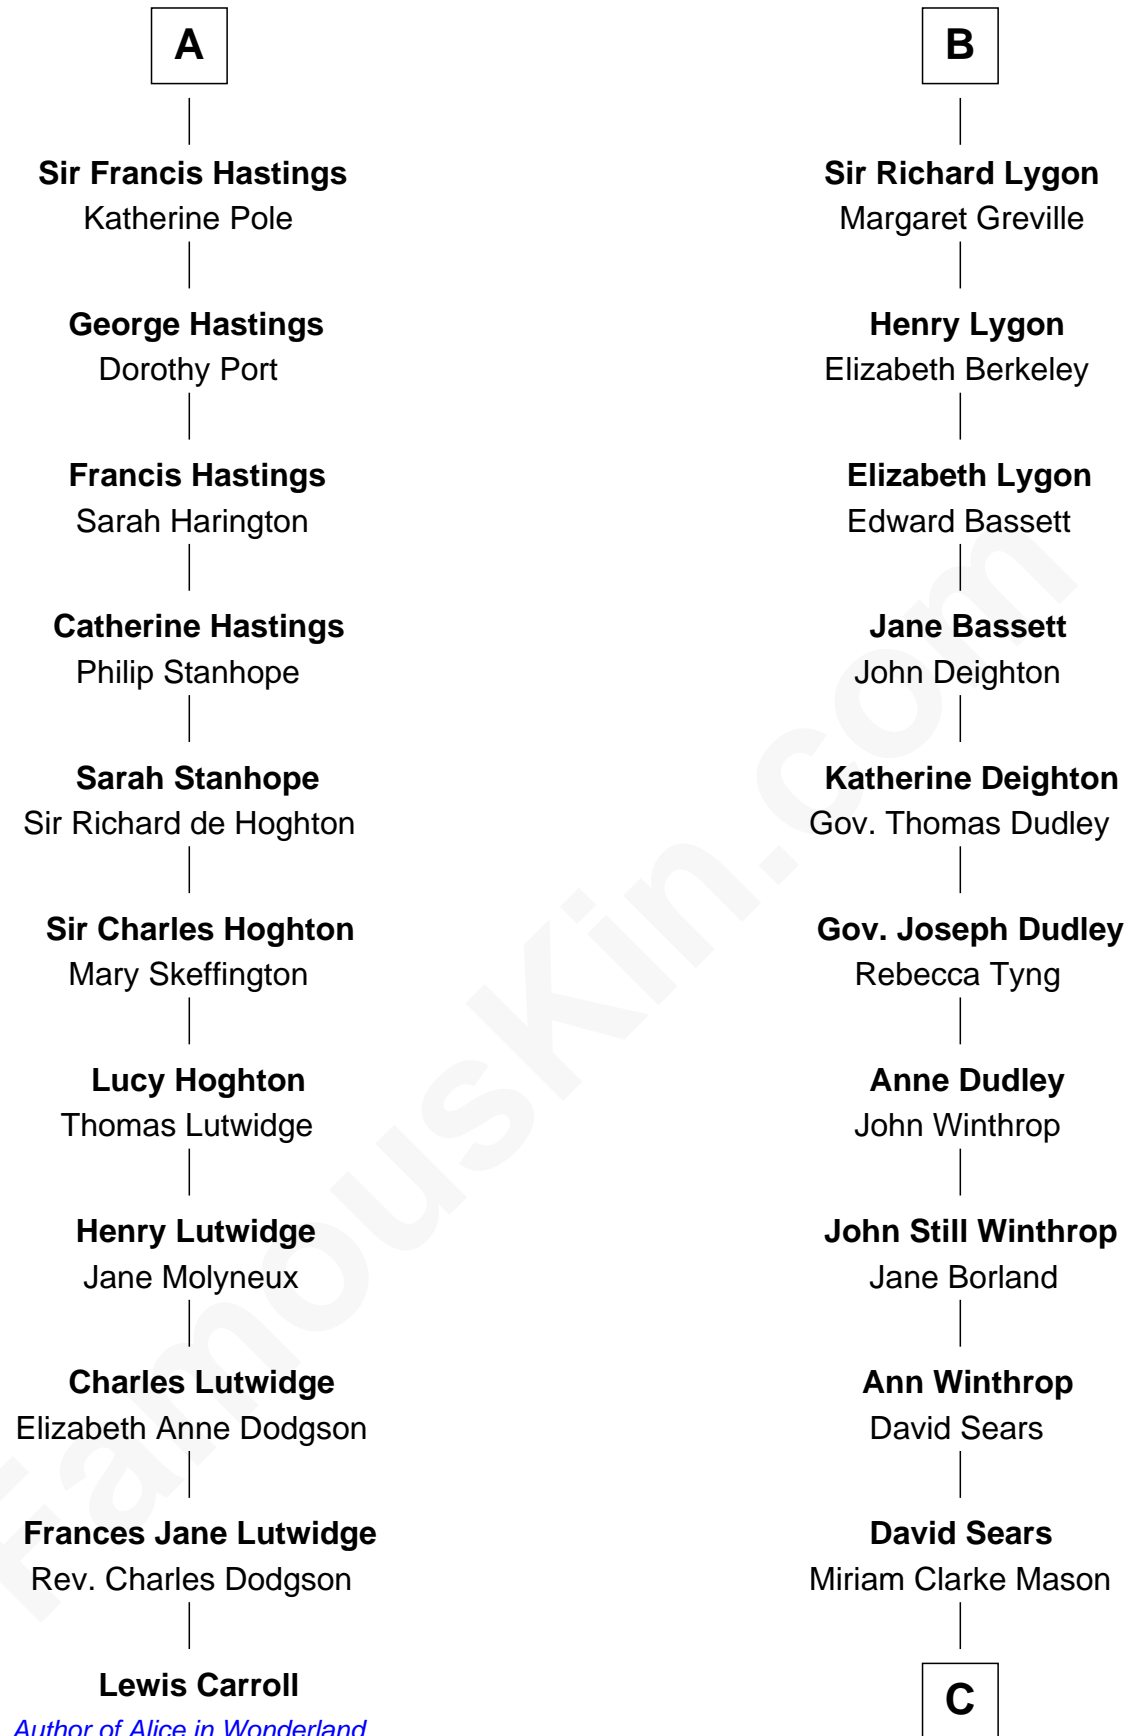 A
Sir Francis Hastings
Katherine Pole
George Hastings
Dorothy Port
Francis Hastings
Sarah Harington
Catherine Hastings
Philip Stanhope
Sarah Stanhope
Sir Richard de Hoghton
Sir Charles Hoghton
Mary Skeffington
Lucy Hoghton
Thomas Lutwidge
Henry Lutwidge
Jane Molyneux
Charles Lutwidge
Elizabeth Anne Dodgson
Frances Jane Lutwidge
Rev. Charles Dodgson
Lewis Carroll
Author of Alice in Wonderland
B
Sir Richard Lygon
Margaret Greville
Henry Lygon
Elizabeth Berkeley
Elizabeth Lygon
Edward Bassett
Jane Bassett
John Deighton
Katherine Deighton
Gov. Thomas Dudley
Gov. Joseph Dudley
Rebecca Tyng
Anne Dudley
John Winthrop
John Still Winthrop
Jane Borland
Ann Winthrop
David Sears
David Sears
Miriam Clarke Mason
C
FamousKin.com